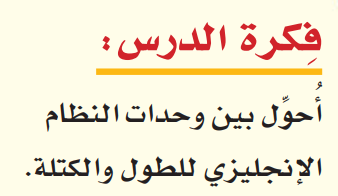 فِكرة الدرس:
أُحوِّل بين وحدات النظام
الإنجليزي للطول والكتلة.